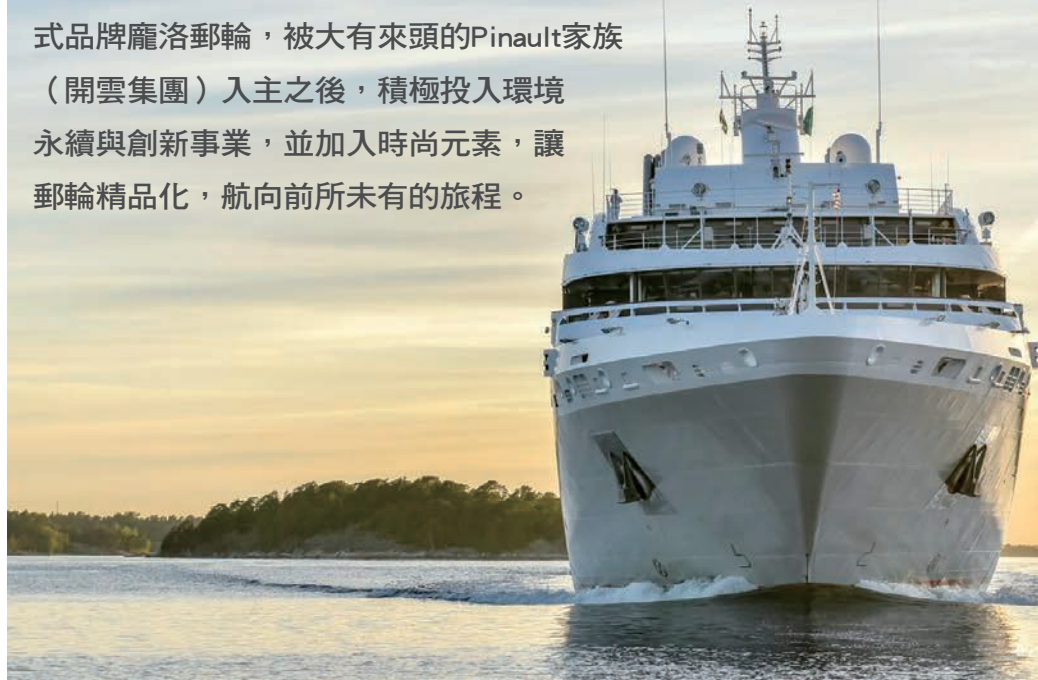 式品牌龐洛郵輪，被大有來頭的Pinault家族
（開雲集團）入主之後，積極投入環境
永續與創新事業，並加入時尚元素，讓
郵輪精品化，航向前所未有的旅程。